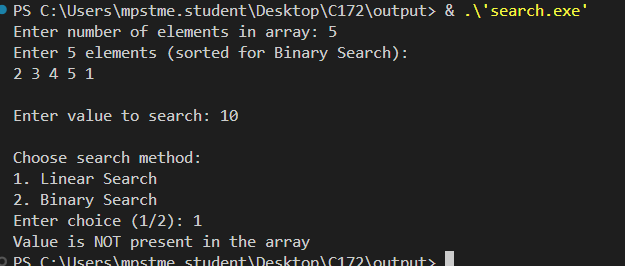 PS C:\Users\mpstme.student\Desktop\C172\output> & .\'search.exe'
Enter number of elements in array: 5
Enter 5 elements (sorted for Binary Search):
2 3 4 5 1
Enter value to search: 10
Choose search method:
1. Linear Search
2. Binary Search
Enter choice (1/2): 1
Value is NOT present in the array
PS C:\Users\mpstme.student\Desktop\C172\output>